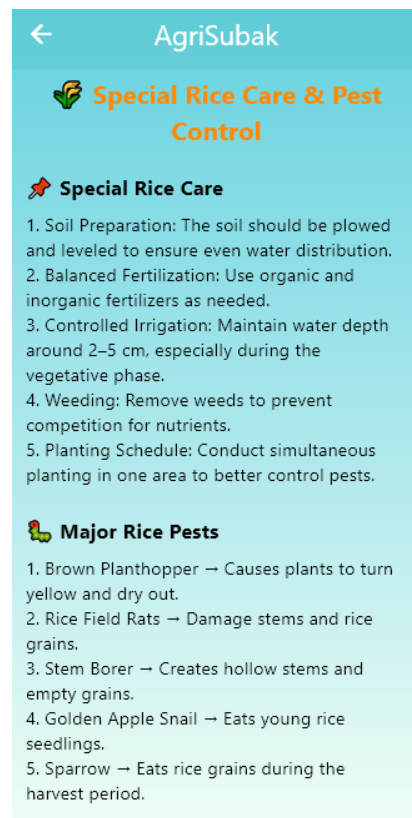 AgriSubak
Special Rice Care & Pest
Control
Special Rice Care
1. Soil Preparation: The soil should be plowed
and leveled to ensure even water distribution.
2. Balanced Fertilization: Use organic and
inorganic fertilizers as needed.
3. Controlled Irrigation: Maintain water depth
around 2–5 cm, especially during the
vegetative phase.
4. Weeding: Remove weeds to prevent
competition for nutrients.
5. Planting Schedule: Conduct simultaneous
planting in one area to better control pests.
Major Rice Pests
1. Brown Planthopper → Causes plants to turn
yellow and dry out.
2. Rice Field Rats → Damage stems and rice
grains.
3. Stem Borer → Creates hollow stems and
empty grains.
4. Golden Apple Snail → Eats young rice
seedlings.
5. Sparrow → Eats rice grains during the
harvest period.